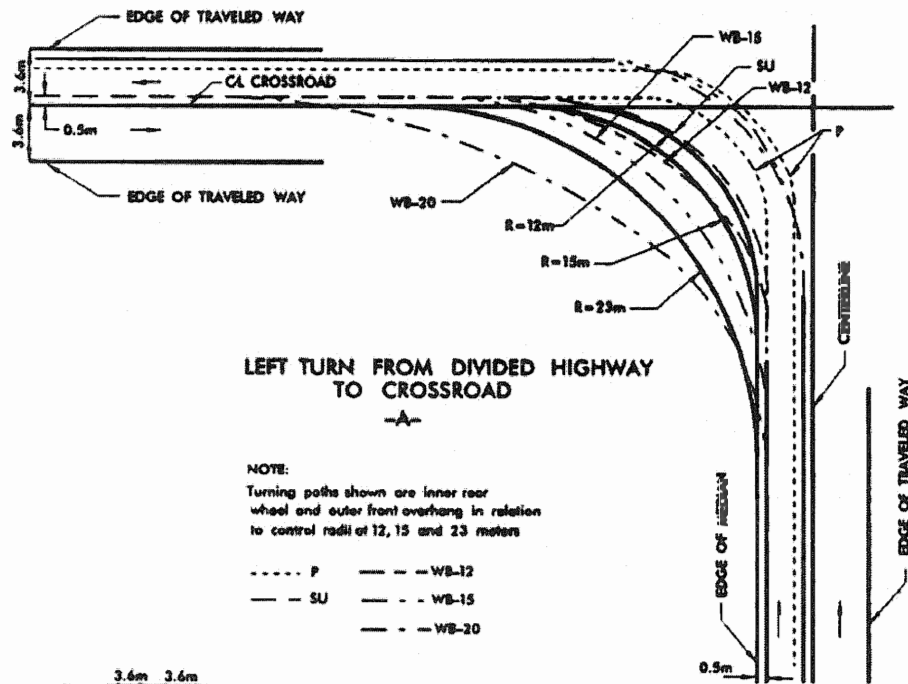 EDGE OF TRAVELED WAY
WB-15
SU
WB-12
P
3.6m
C/L CROSSROAD
0.5m
3.6m
EDGE OF TRAVELED WAY
WB-20
R=12m
R=15m
R=23m
CENTERLINE
LEFT TURN FROM DIVIDED HIGHWAY
TO CROSSROAD
-A-
EDGE OF TRAVELED WAY
EDGE OF MEDIAN
NOTE:
Turning paths shown are inner rear
wheel and outer front overhang in relation
to control radii at 12, 15 and 23 meters
P
WB-12
SU
WB-15
WB-20
0.5m
3.6m 3.6m